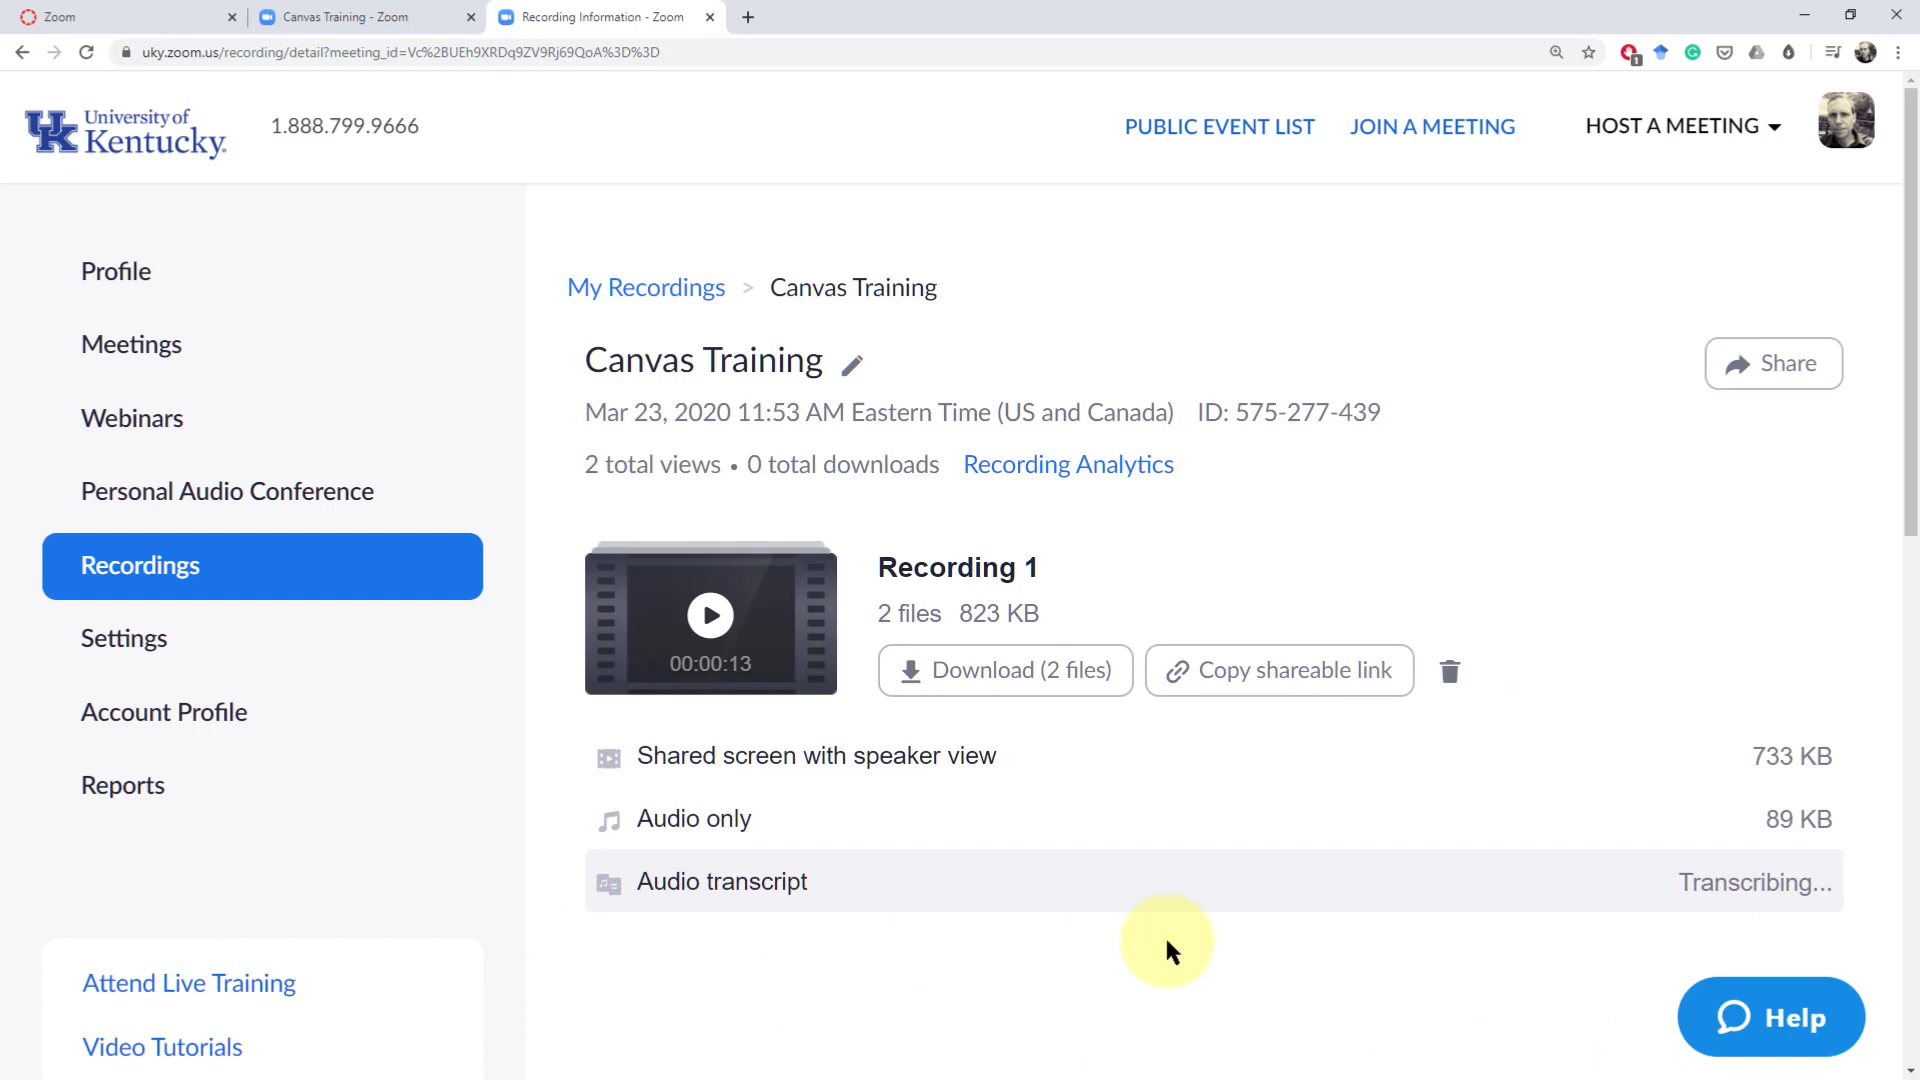 Zoom
Canvas Training - Zoom
Recording Information - Zoom
uky.zoom.us/recording/detail?meeting_id=Vc%2BUEh9XRDq9ZV9Rj69QoA%3D%3D
1
UK University of Kentucky
1.888.799.9666
PUBLIC EVENT LIST
JOIN A MEETING
HOST A MEETING
Profile
Meetings
Webinars
Personal Audio Conference
Recordings
Settings
Account Profile
Reports
Attend Live Training
Video Tutorials
My Recordings > Canvas Training
Canvas Training
Share
Mar 23, 2020 11:53 AM Eastern Time (US and Canada) ID: 575-277-439
2 total views • 0 total downloads Recording Analytics
00:00:13
Recording 1
2 files 823 KB
Download (2 files)
Copy shareable link
Shared screen with speaker view 733 KB
Audio only 89 KB
Audio transcript Transcribing...
Help